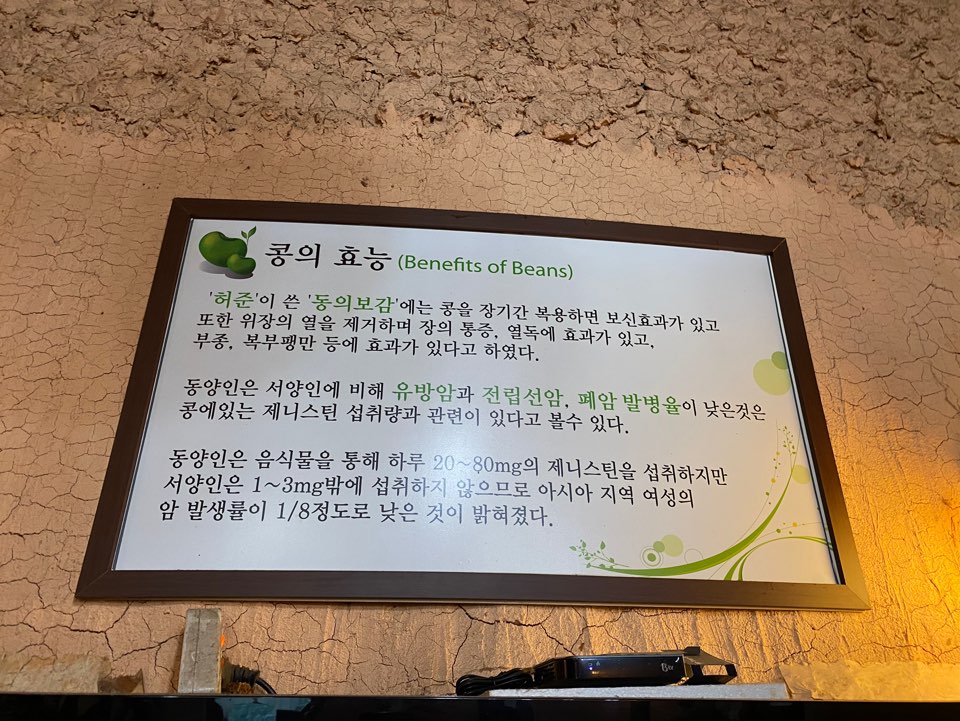 콩의 효능 (Benefits of Beans)
'허준'이 쓴 '동의보감'에는 콩을 장기간 복용하면 보신효과가 있고
또한 위장의 열을 제거하며 장의 통증, 열독에 효과가 있고,
부종, 복부팽만 등에 효과가 있다고 하였다.
동양인은 서양인에 비해 유방암과 전립선암, 폐암 발병율이 낮은것은
콩에있는 제니스틴 섭취량과 관련이 있다고 볼수 있다.
동양인은 음식물을 통해 하루 20~80mg의 제니스틴을 섭취하지만
서양인은 1~3mg밖에 섭취하지 않으므로 아시아 지역 여성의
암 발생률이 1/8정도로 낮은 것이 밝혀졌다.
B tv